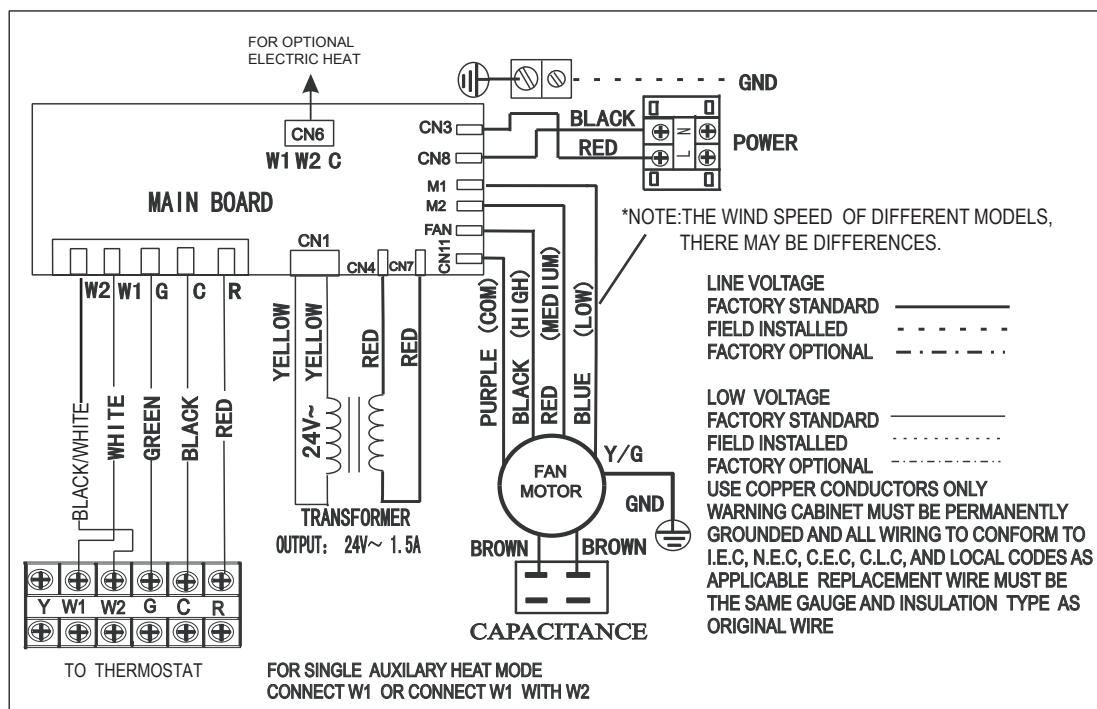 FOR OPTIONAL
ELECTRIC HEAT
GND
CN6
W1 W2 C
CN3
BLACK
CN8
RED
L N
POWER
MAIN BOARD
M1
M2
FAN
CN11
CN1
CN4
CN7
*NOTE:THE WIND SPEED OF DIFFERENT MODELS,
THERE MAY BE DIFFERENCES.
W2 W1 G C R
YELLOW
YELLOW
RED
RED
PURPLE (COM)
BLACK (HIGH)
RED (MEDIUM)
BLUE (LOW)
LINE VOLTAGE
FACTORY STANDARD
FIELD INSTALLED
FACTORY OPTIONAL
BLACK/WHITE
WHITE
GREEN
BLACK
RED
24V~
LOW VOLTAGE
FACTORY STANDARD
FIELD INSTALLED
FACTORY OPTIONAL
USE COPPER CONDUCTORS ONLY
WARNING CABINET MUST BE PERMANENTLY
GROUNDED AND ALL WIRING TO CONFORM TO
I.E.C, N.E.C, C.E.C, C.L.C, AND LOCAL CODES AS
APPLICABLE REPLACEMENT WIRE MUST BE
THE SAME GAUGE AND INSULATION TYPE AS
ORIGINAL WIRE
FAN
MOTOR
Y/G
GND
TRANSFORMER
OUTPUT: 24V~ 1.5A
BROWN
BROWN
CAPACITANCE
Y W1 W2 G C R
TO THERMOSTAT
FOR SINGLE AUXILARY HEAT MODE
CONNECT W1 OR CONNECT W1 WITH W2